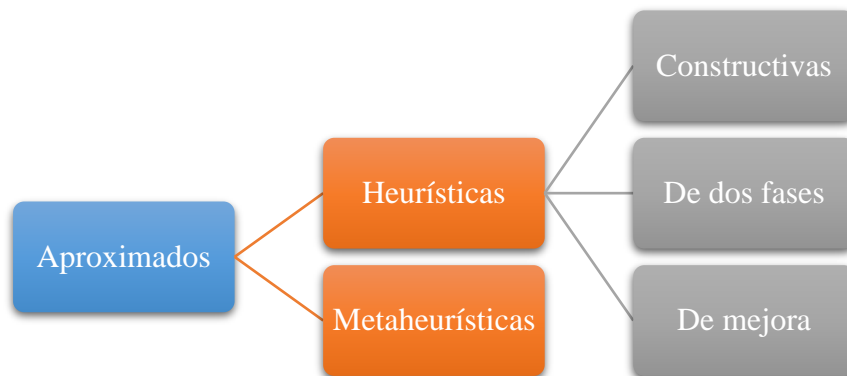 Aproximados
Heurísticas
Metaheurísticas
Constructivas
De dos fases
De mejora